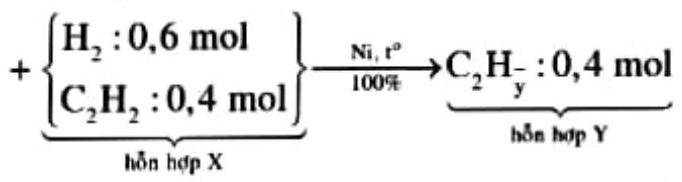 + { H₂ : 0,6 mol
C₂H₂ : 0,4 mol }
hỗn hợp X
Ni, t°
100%
C₂H_y̅ : 0,4 mol
hỗn hợp Y